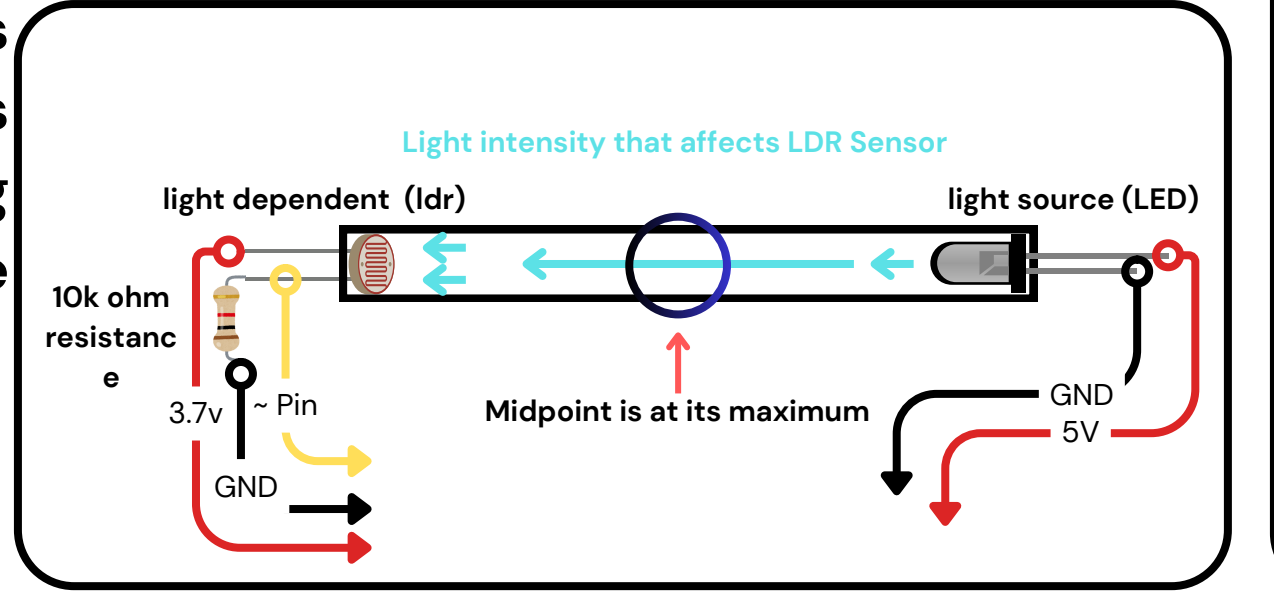 s
s
g
e
Light intensity that affects LDR Sensor
light dependent (ldr)
light source (LED)
10k ohm
resistanc
e
3.7v
~ Pin
GND
Midpoint is at its maximum
GND
5V